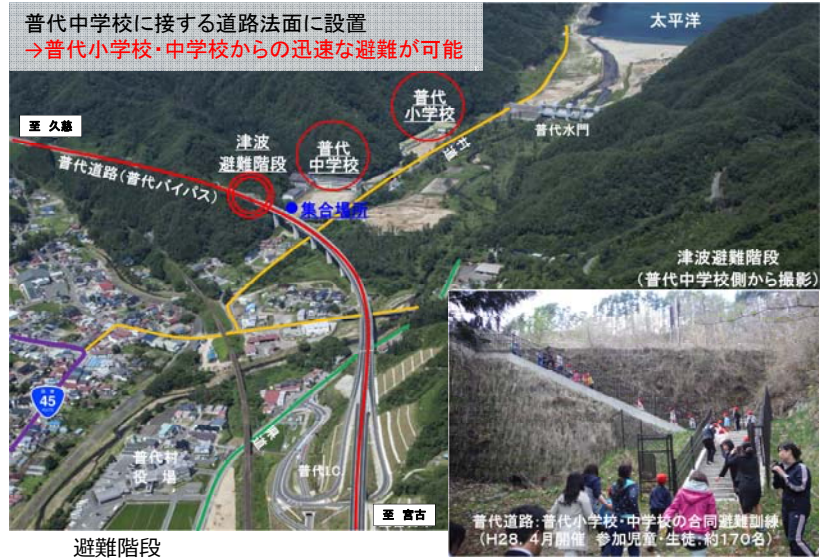 普代中学校に接する道路法面に設置
→普代小学校・中学校からの迅速な避難が可能
太平洋
至 久慈
普代
小学校
普代水門
津波
避難階段
普代
中学校
村道
普代道路(普代バイパス)
集合場所
津波避難階段
(普代中学校側から撮影)
国道
45
ROUTE
県道
普代村
役場
普代IC
至 宮古
普代道路:普代小学校・中学校の合同避難訓練
(H28.4月開催 参加児童・生徒:約170名)
避難階段